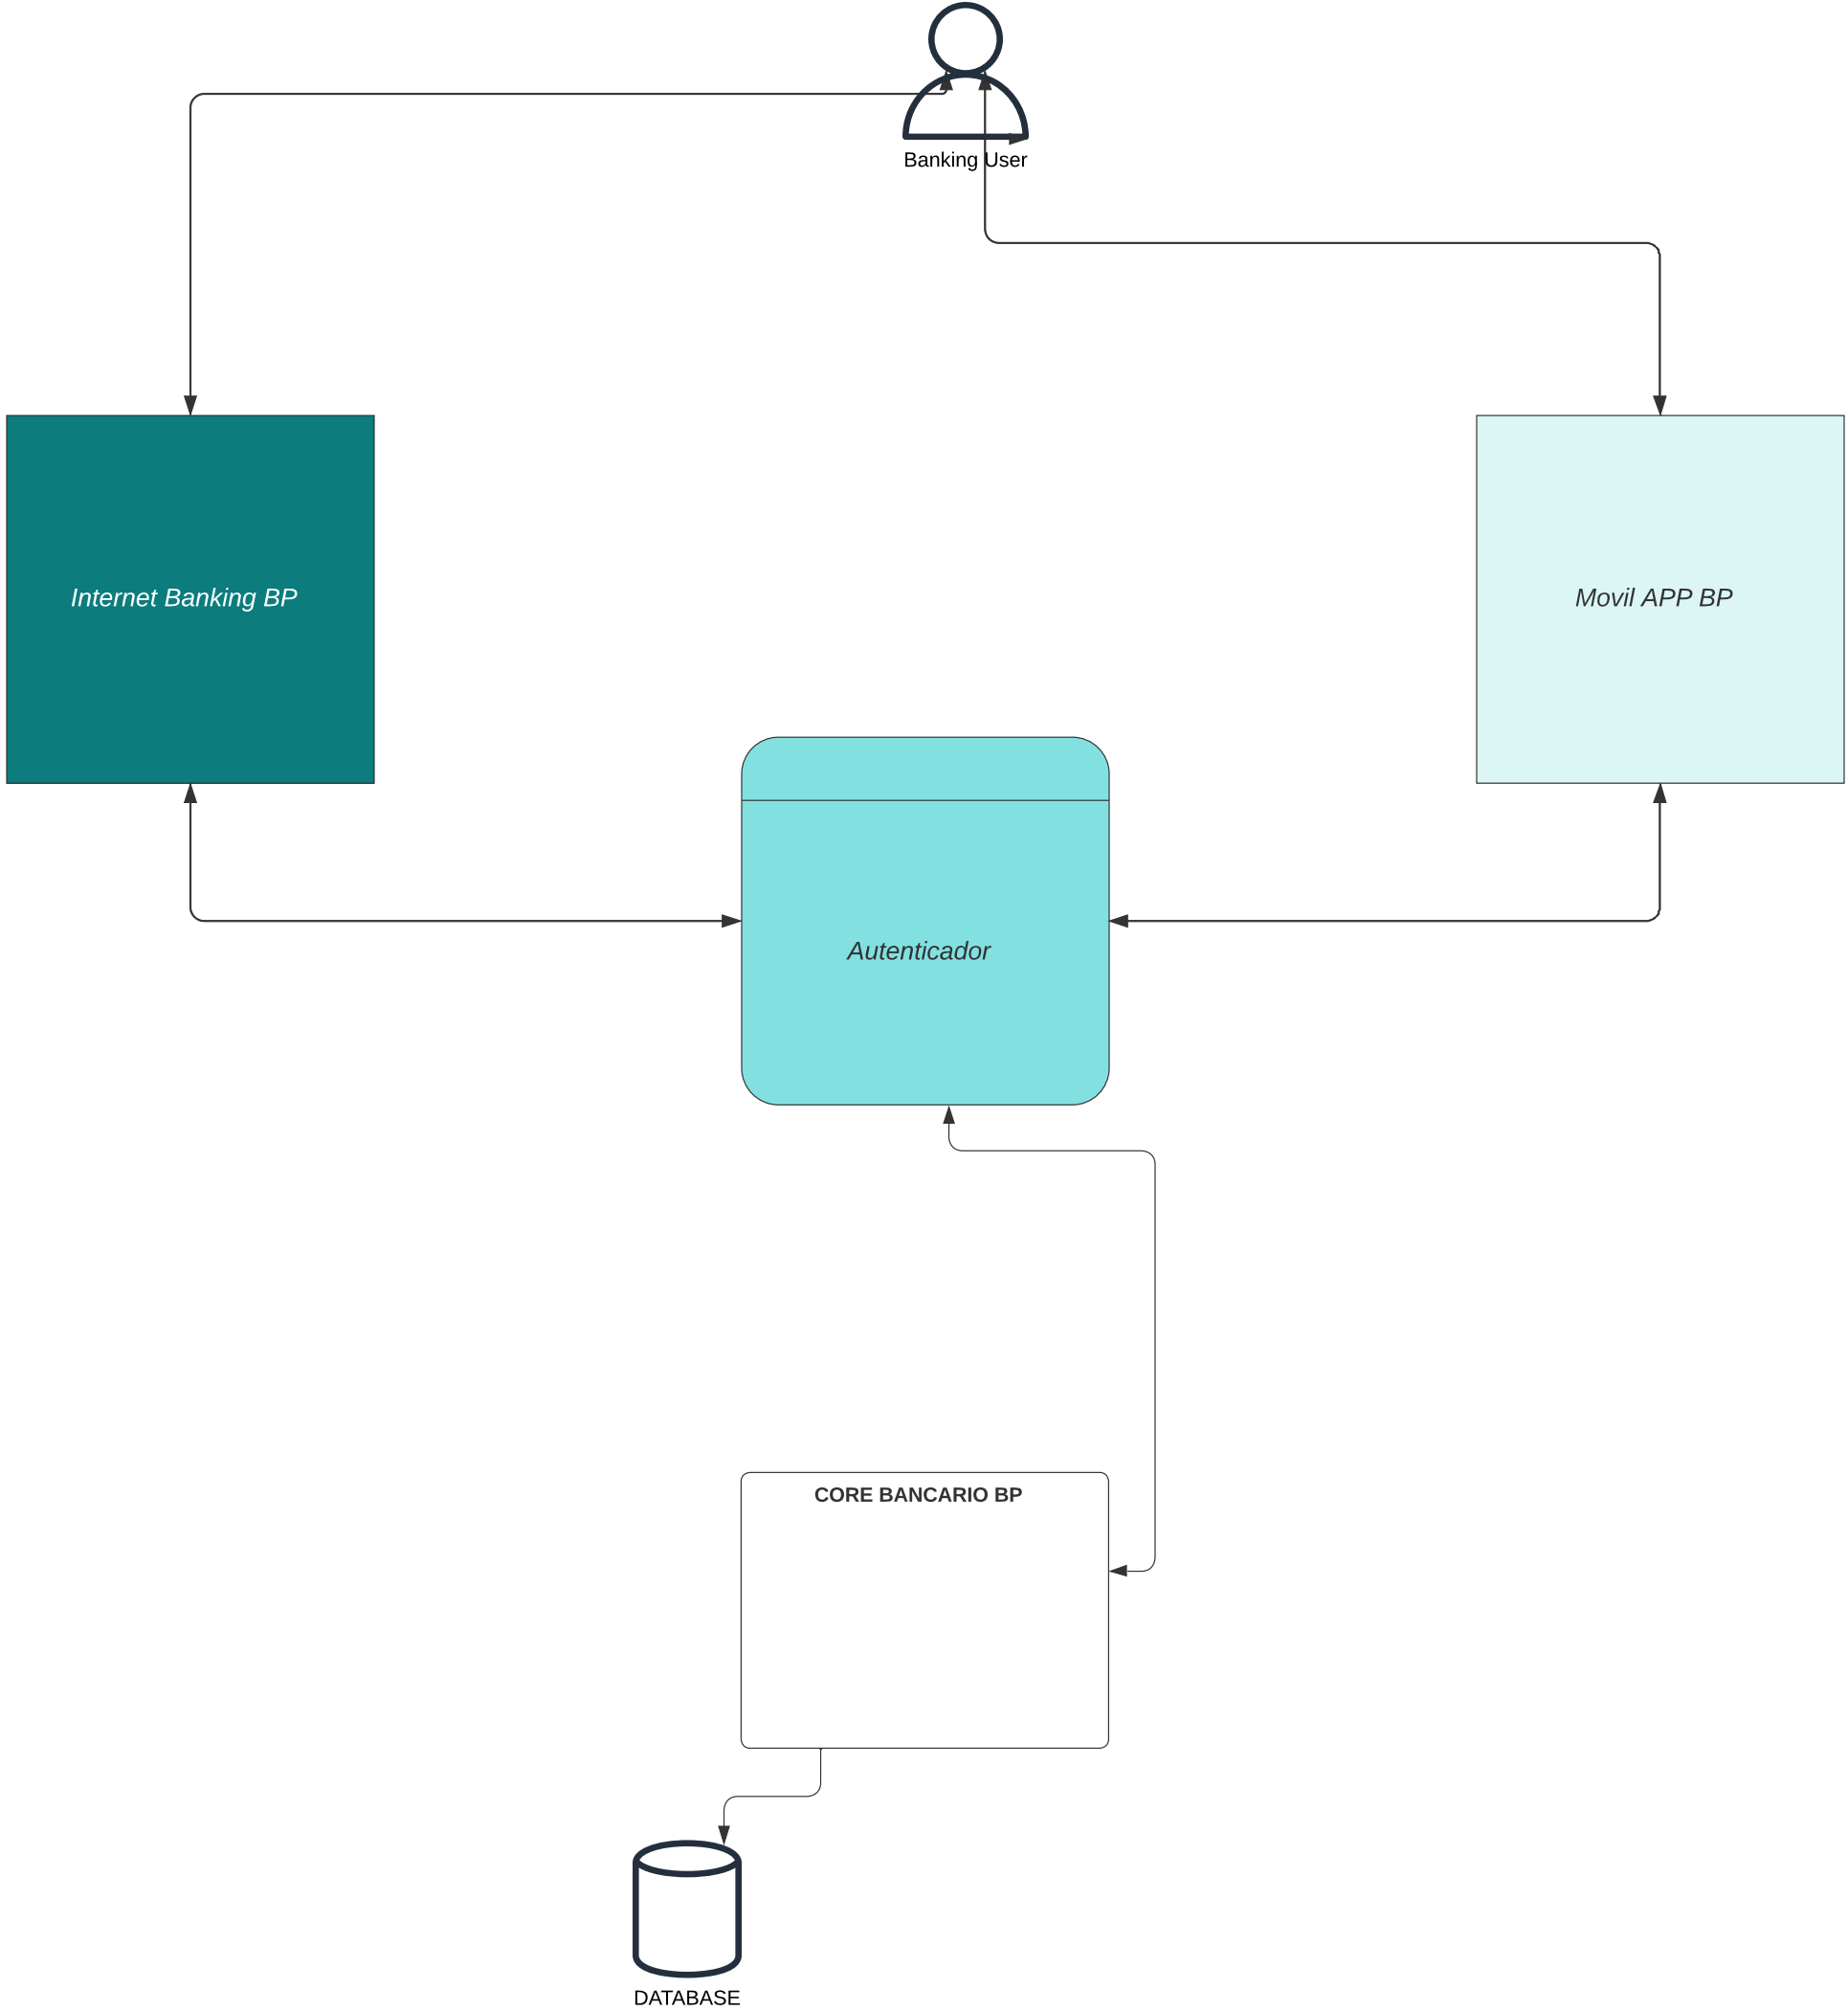 Banking User
Internet Banking BP
Movil APP BP
Autenticador
CORE BANCARIO BP
DATABASE